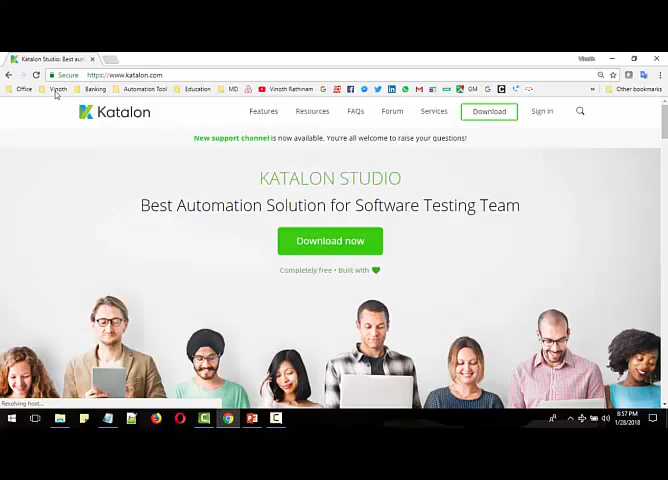 Katalon Studio: Best aut
Vinoth
Secure https://www.katalon.com
Office Vinoth Banking Automation Tool Education MD Vinoth Rathnam GM Other bookmarks
Katalon Features Resources FAQs Forum Services Download Sign in
New support channel is now available. You're all welcome to raise your questions!
KATALON STUDIO
Best Automation Solution for Software Testing Team
Download now
Completely free • Built with
Resolving host...
8:57 PM
1/28/2018